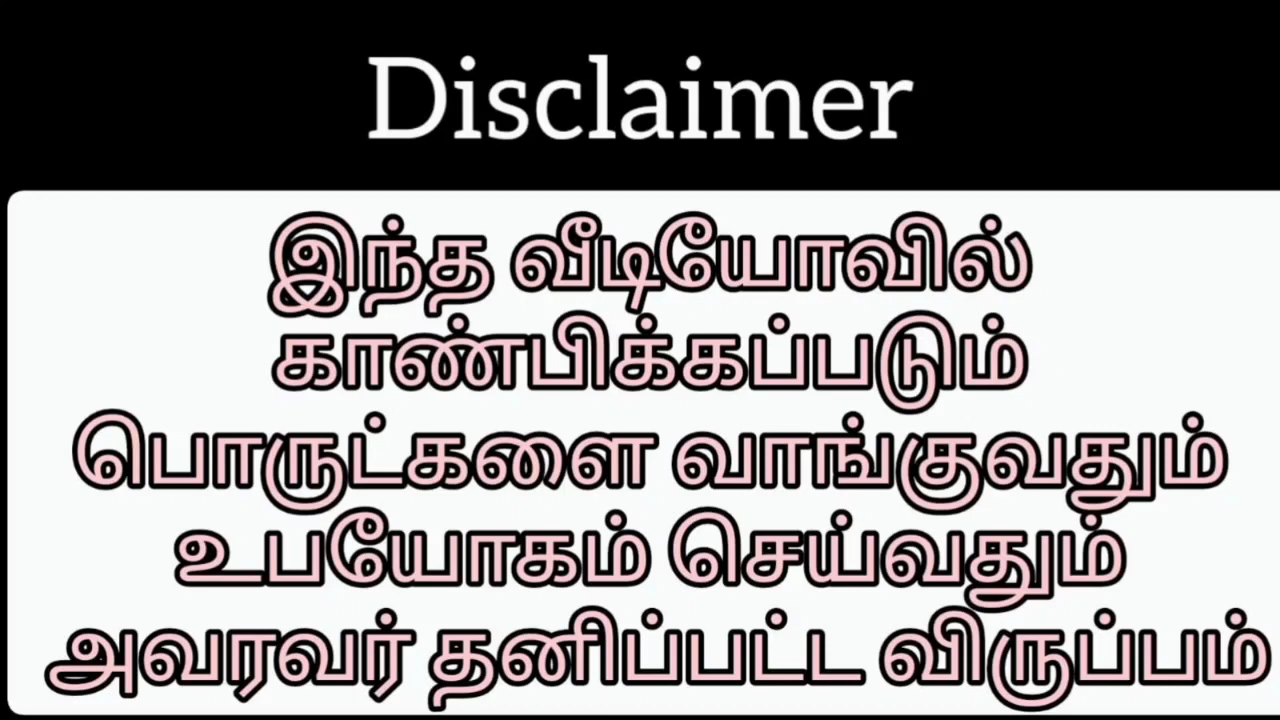 Disclaimer
இந்த வீடியோவில்
காண்பிக்கப்படும்
பொருட்களை வாங்குவதும்
உபயோகம் செய்வதும்
அவரவர் தனிப்பட்ட விருப்பம்